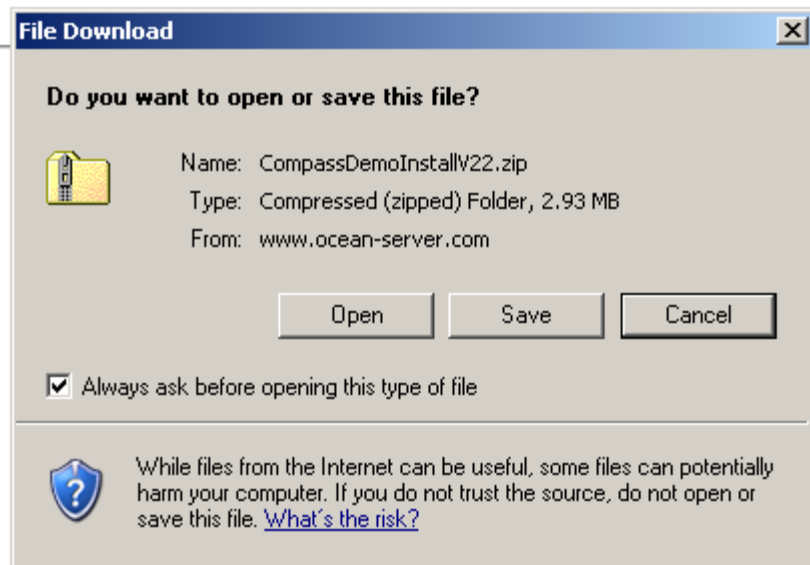 File Download
Do you want to open or save this file?
Name: CompassDemoInstallV22.zip
Type: Compressed (zipped) Folder, 2.93 MB
From: www.ocean-server.com
Open Save Cancel
Always ask before opening this type of file
While files from the Internet can be useful, some files can potentially
harm your computer. If you do not trust the source, do not open or
save this file. What's the risk?